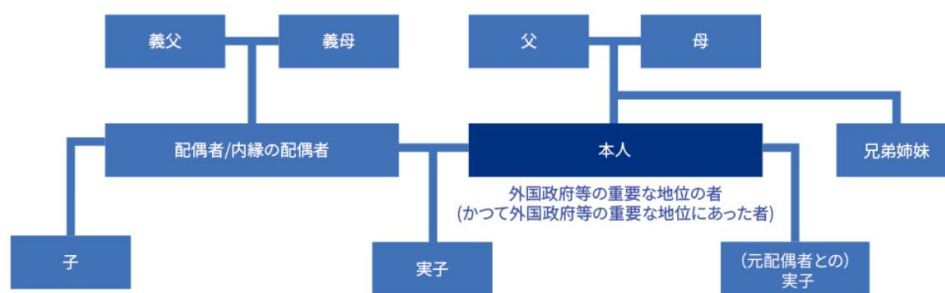 義父
義母
父
母
配偶者/内縁の配偶者
本人
兄弟姉妹
外国政府等の重要な地位の者
(かつて外国政府等の重要な地位にあった者)
子
実子
（元配偶者との）
実子